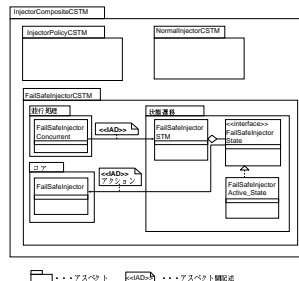 InjectorCompositeCSTM
InjectorPolicyCSTM
NormalInjectorCSTM
FailSafeInjectorCSTM
並行処理
FailSafeInjector
Concurrent
<<IAD>>
状態遷移
FailSafeInjector
STM
<<interface>>
FailSafeInjector
State
コア
FailSafeInjector
<<IAD>>
アクション
FailSafeInjector
Active_State
・・・アスペクト
<<IAD>>
・・・アスペクト間記述